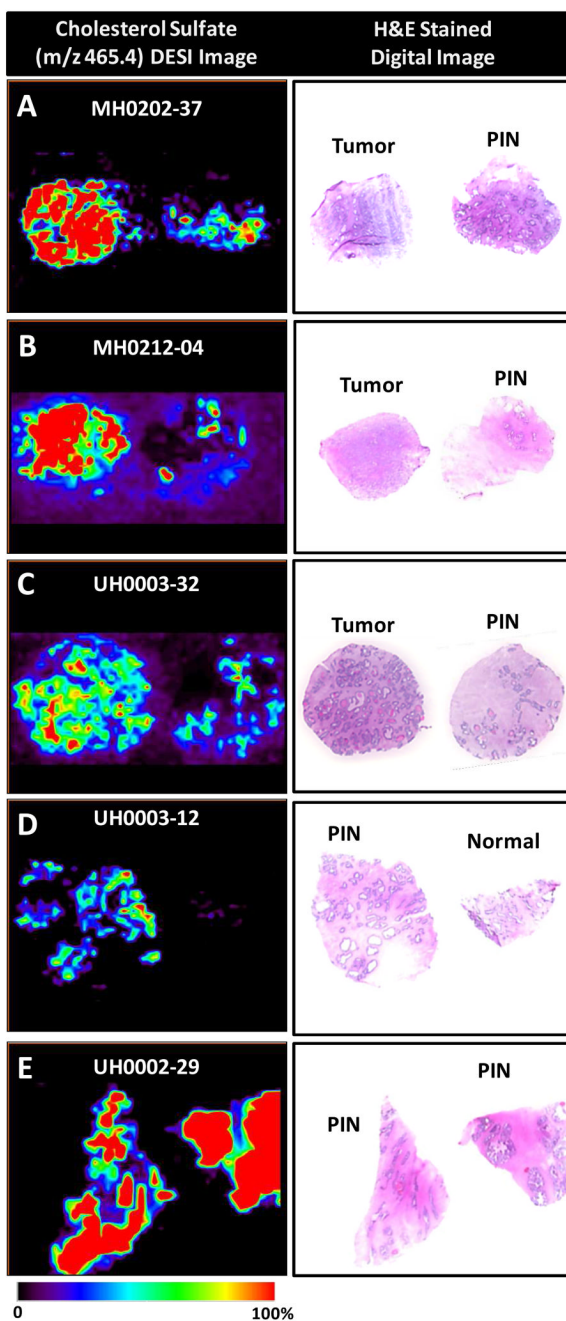 Cholesterol Sulfate
(m/z 465.4) DESI Image
H&E Stained
Digital Image
A
MH0202-37
Tumor
PIN
B
MH0212-04
Tumor
PIN
C
UH0003-32
Tumor
PIN
D
UH0003-12
PIN
Normal
E
UH0002-29
PIN
PIN
0
100%